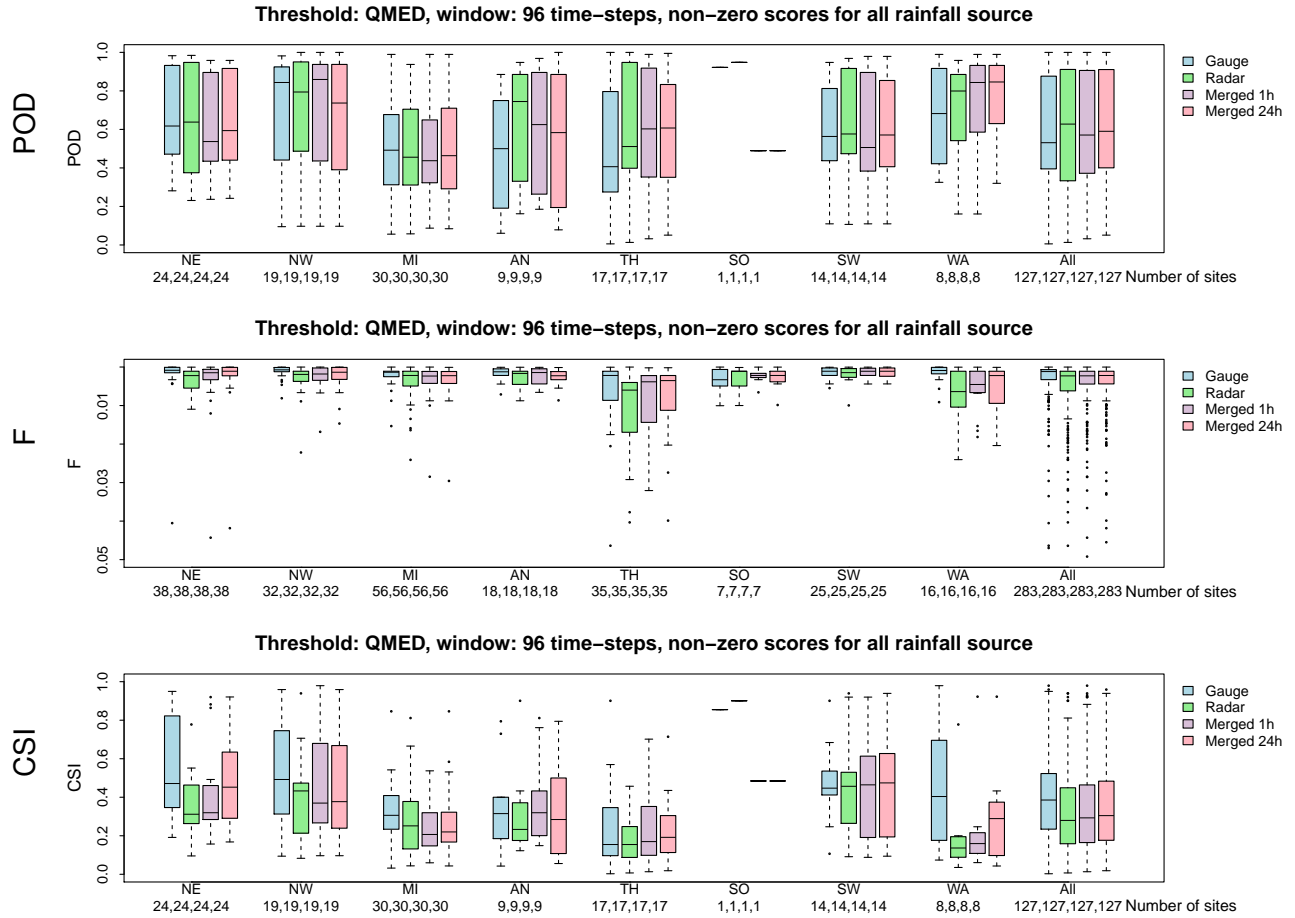 Threshold: QMED, window: 96 time−steps, non−zero scores for all rainfall source
POD
POD
1.0
0.8
0.6
0.4
0.2
0.0
Gauge
Radar
Merged 1h
Merged 24h
NE NW MI AN TH SO SW WA All
24,24,24,24 19,19,19,19 30,30,30,30 9,9,9,9 17,17,17,17 1,1,1,1 14,14,14,14 8,8,8,8 127,127,127,127 Number of sites
Threshold: QMED, window: 96 time−steps, non−zero scores for all rainfall source
F
F
0.01
0.03
0.05
Gauge
Radar
Merged 1h
Merged 24h
NE NW MI AN TH SO SW WA All
38,38,38,38 32,32,32,32 56,56,56,56 18,18,18,18 35,35,35,35 7,7,7,7 25,25,25,25 16,16,16,16 283,283,283,283 Number of sites
Threshold: QMED, window: 96 time−steps, non−zero scores for all rainfall source
CSI
CSI
1.0
0.8
0.6
0.4
0.2
0.0
Gauge
Radar
Merged 1h
Merged 24h
NE NW MI AN TH SO SW WA All
24,24,24,24 19,19,19,19 30,30,30,30 9,9,9,9 17,17,17,17 1,1,1,1 14,14,14,14 8,8,8,8 127,127,127,127 Number of sites